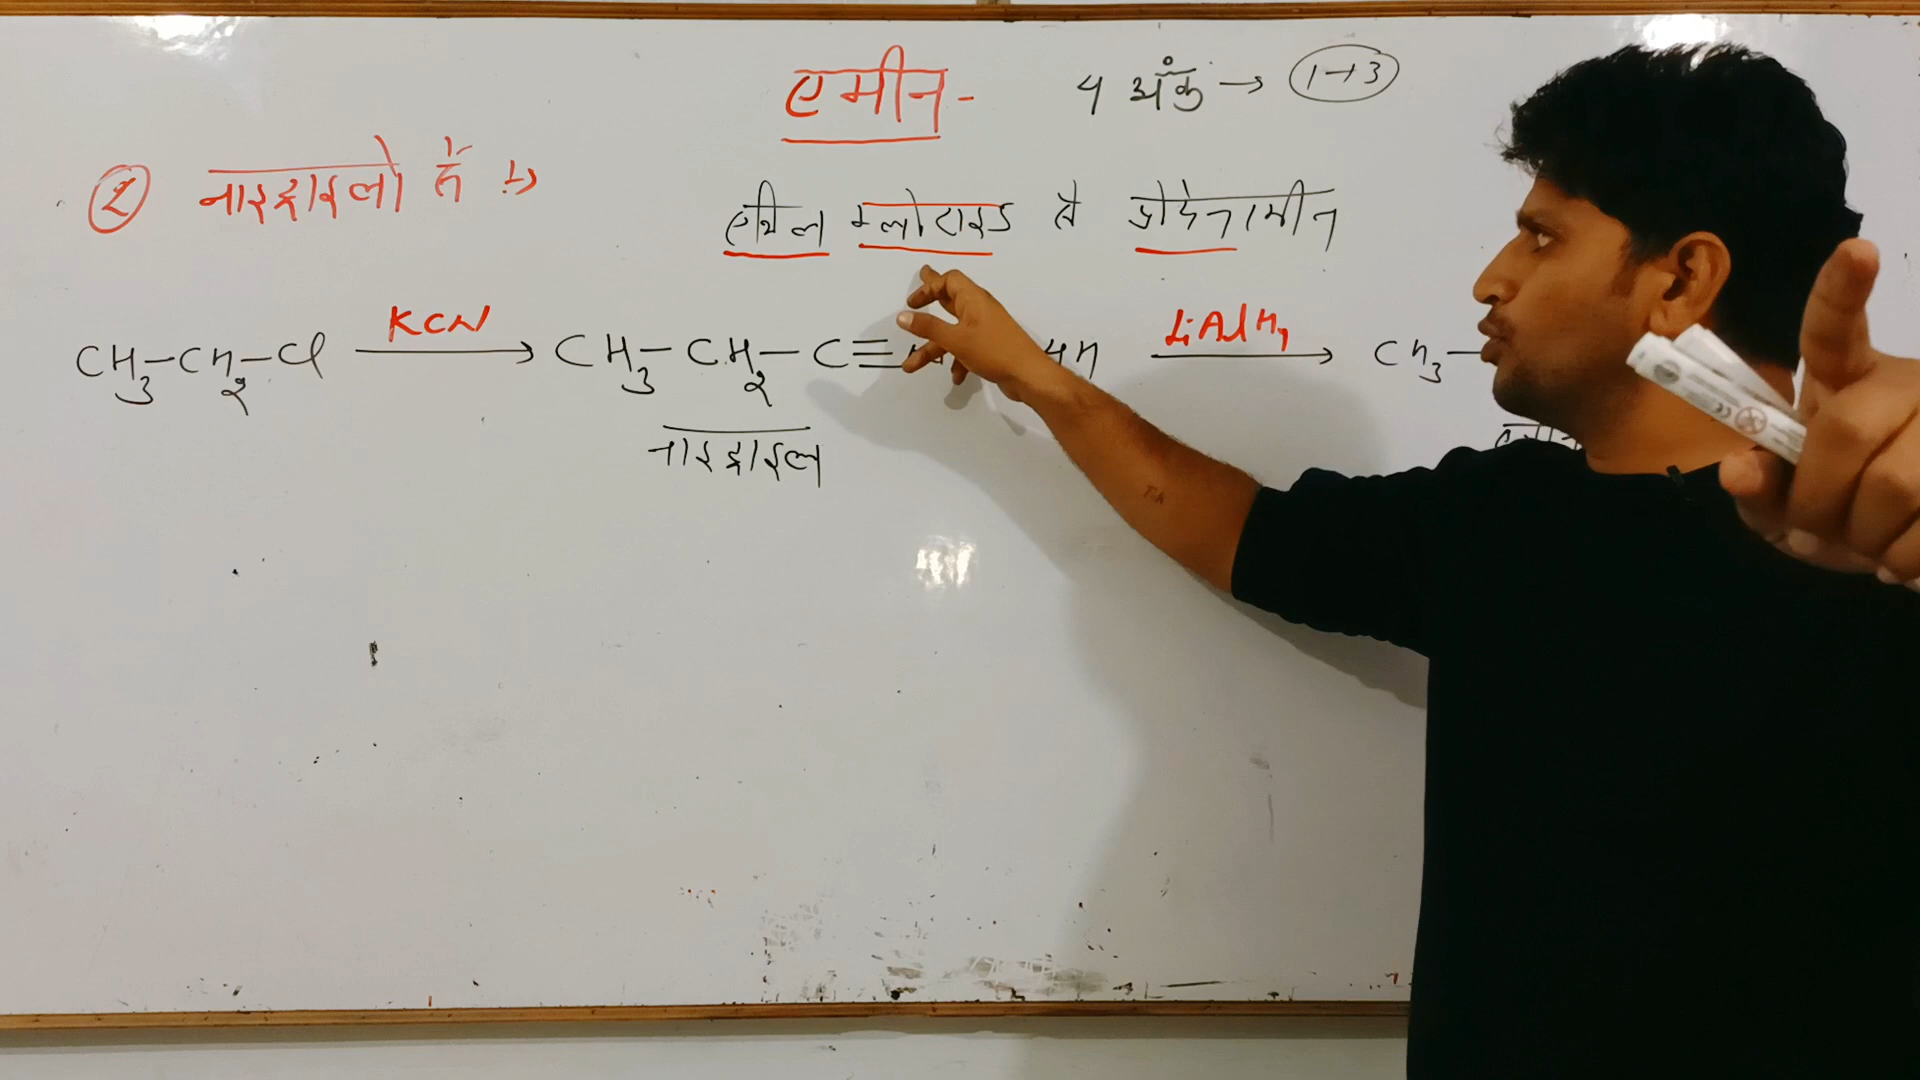 एमीन - 4 अंक → 1→3
② नाइट्राइलो से :→
एथिल क्लोराइड से प्रोपेनामीन
CH₃-CH₂-Cl KCN → CH₃-CH₂-C≡ 4H LiAlH₄ → CH₃-
नाइट्राइल